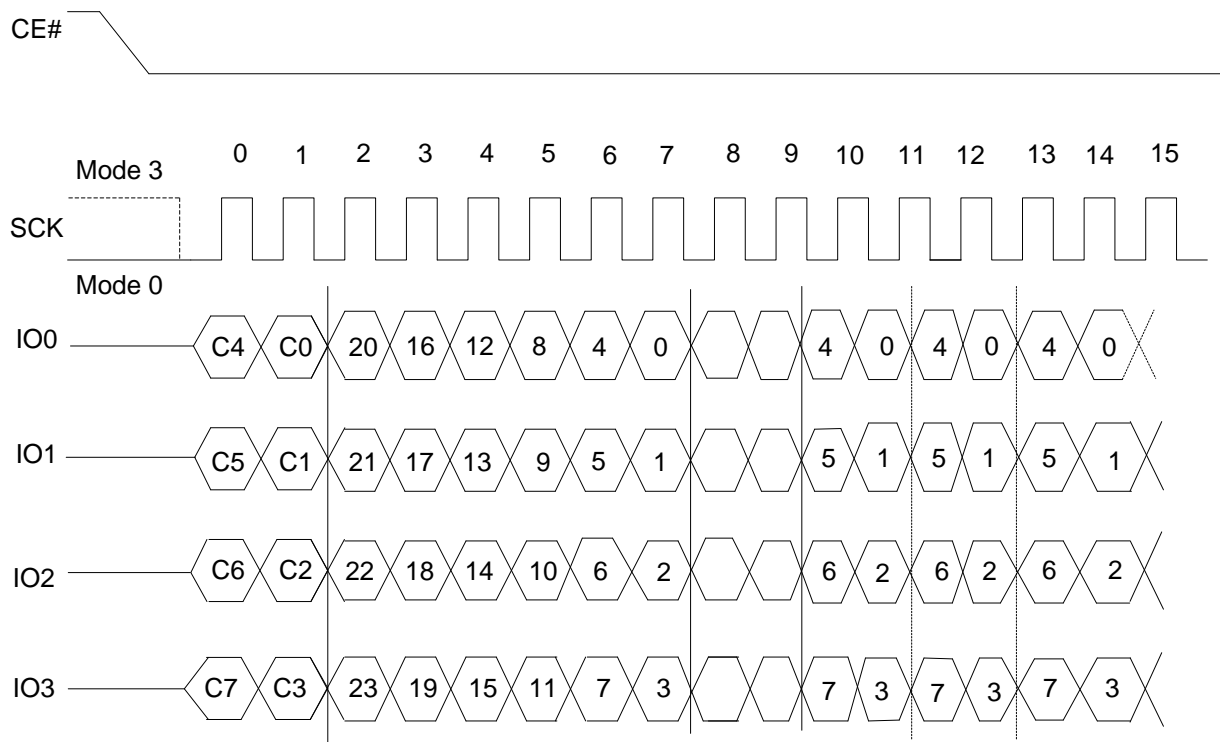 CE#
0 1 2 3 4 5 6 7 8 9 10 11 12 13 14 15
Mode 3
SCK
Mode 0
IO0 C4 C0 20 16 12 8 4 0 4 0 4 0 4 0
IO1 C5 C1 21 17 13 9 5 1 5 1 5 1 5 1
IO2 C6 C2 22 18 14 10 6 2 6 2 6 2 6 2
IO3 C7 C3 23 19 15 11 7 3 7 3 7 3 7 3